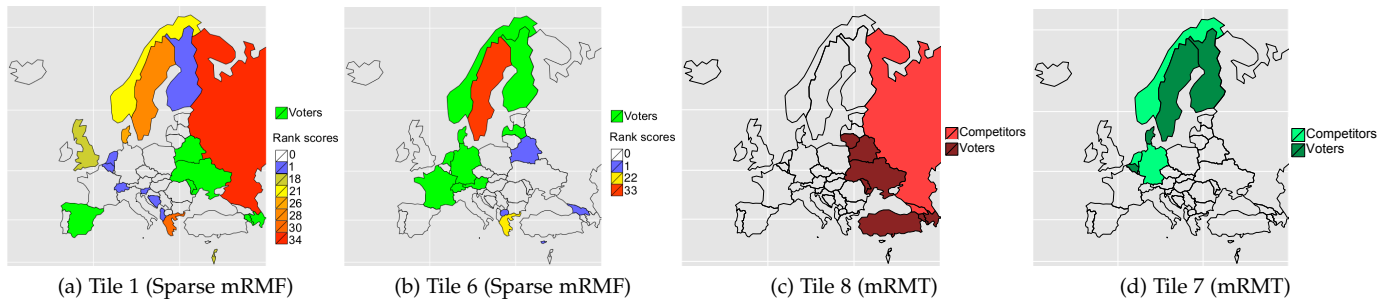 Voters
Rank scores
0
1
18
21
26
28
30
34
(a) Tile 1 (Sparse mRMF)
Voters
Rank scores
0
1
22
33
(b) Tile 6 (Sparse mRMF)
Competitors
Voters
(c) Tile 8 (mRMT)
Competitors
Voters
(d) Tile 7 (mRMT)